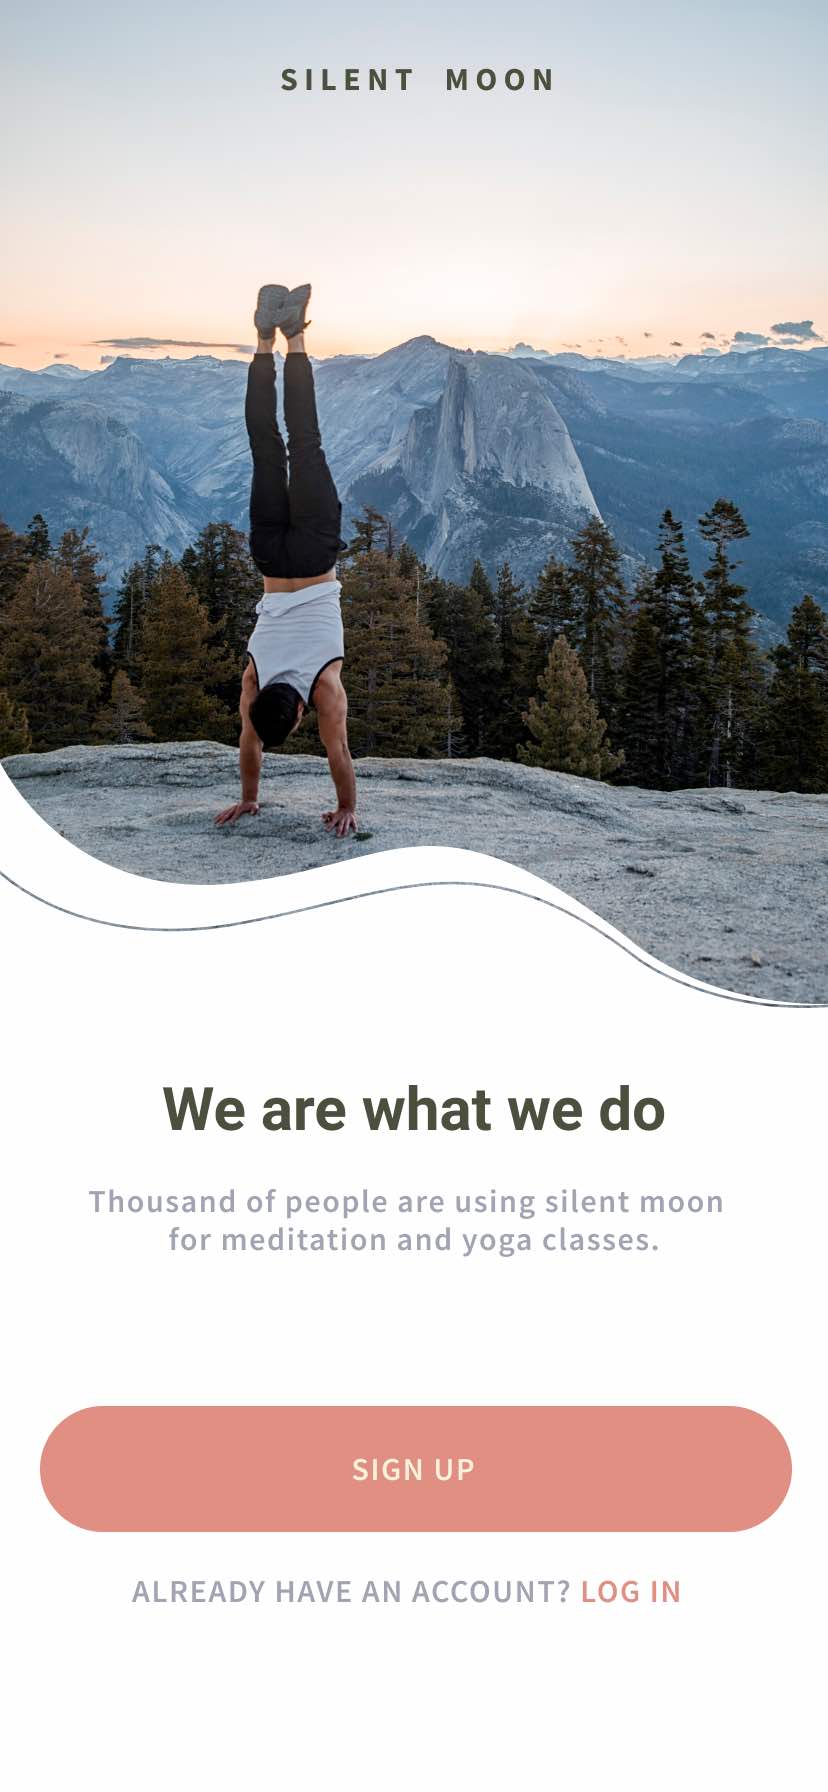 SILENT MOON
We are what we do
Thousand of people are using silent moon
for meditation and yoga classes.
SIGN UP
ALREADY HAVE AN ACCOUNT? LOG IN